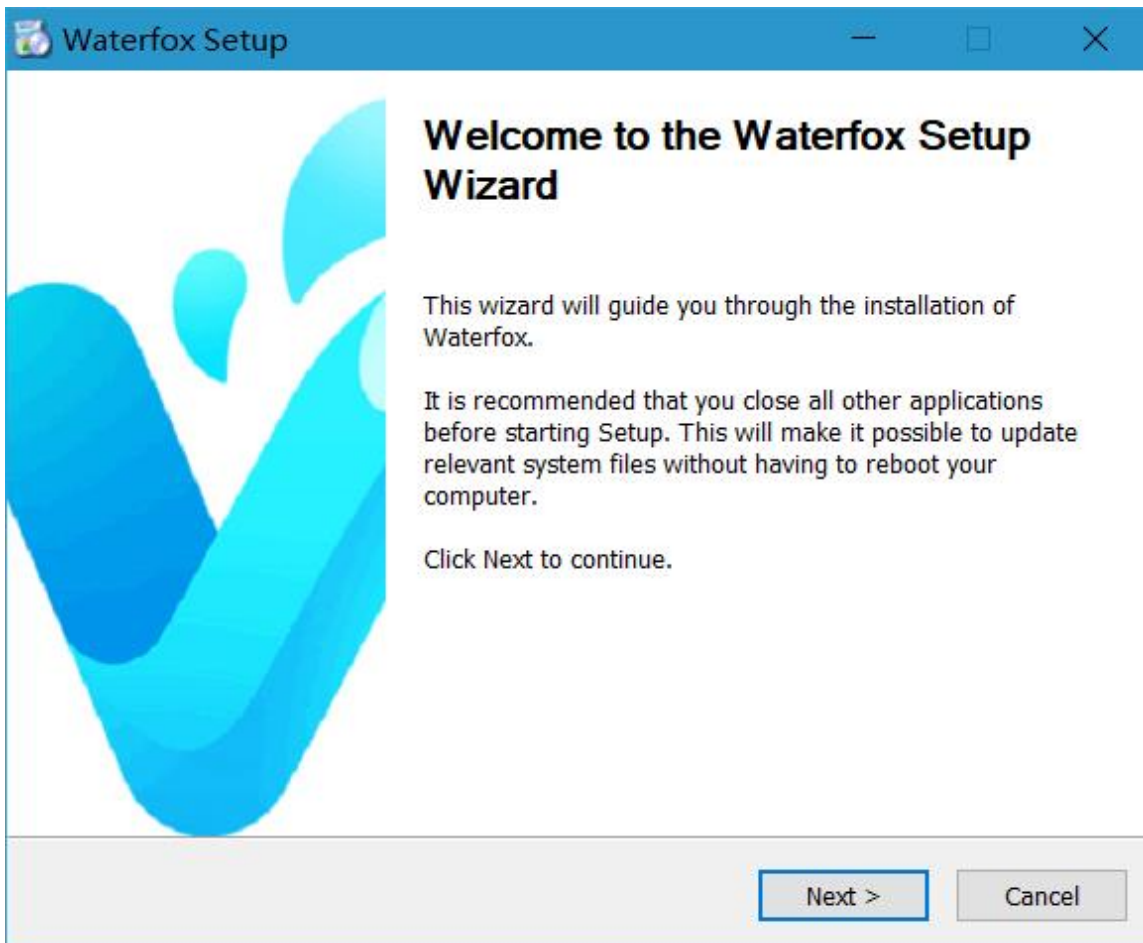 Waterfox Setup
Welcome to the Waterfox Setup
Wizard
This wizard will guide you through the installation of
Waterfox.
It is recommended that you close all other applications
before starting Setup. This will make it possible to update
relevant system files without having to reboot your
computer.
Click Next to continue.
Next >
Cancel